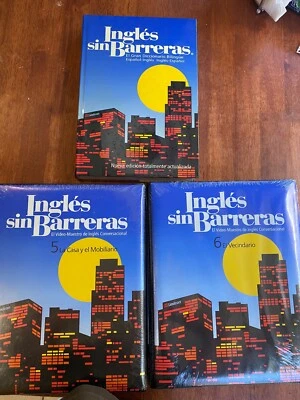 Inglés
sin Barreras
El Gran Diccionario Bilingüe
Español-Inglés Inglés-Español
Nueva edición totalmente actualizada
Inglés
sin Barreras
El Video Maestro de Inglés Conversacional
5 La Casa y el Mobiliario
Inglés
sin Barreras
El Video Maestro de Inglés Conversacional
6 El Vecindario